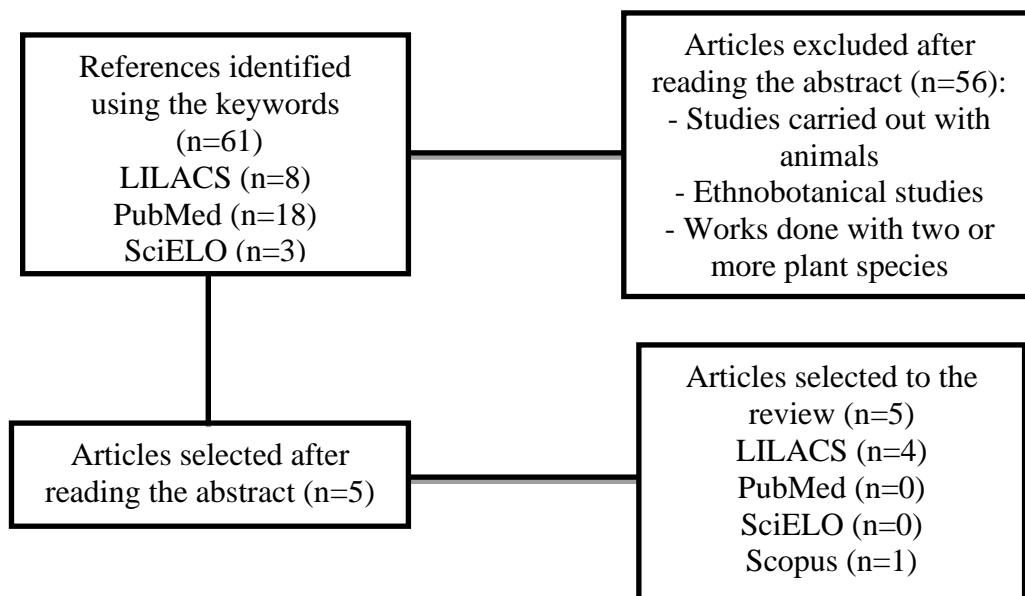 References identified
using the keywords
(n=61)
LILACS (n=8)
PubMed (n=18)
SciELO (n=3)
Articles excluded after
reading the abstract (n=56):
- Studies carried out with
animals
- Ethnobotanical studies
- Works done with two or
more plant species
Articles selected after
reading the abstract (n=5)
Articles selected to the
review (n=5)
LILACS (n=4)
PubMed (n=0)
SciELO (n=0)
Scopus (n=1)